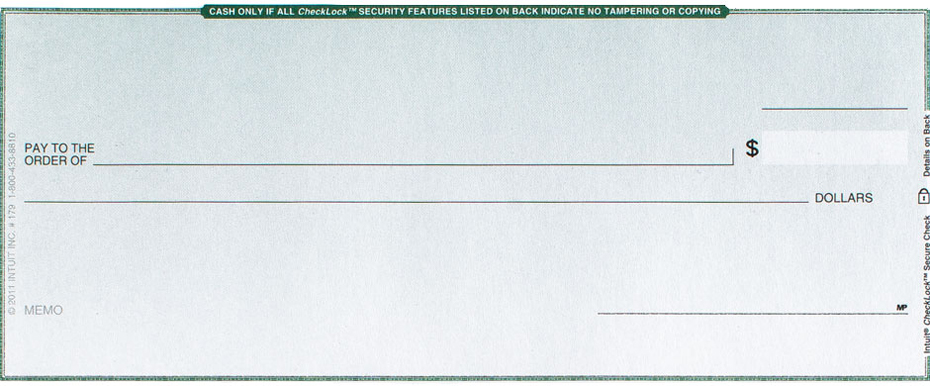 CASH ONLY IF ALL CheckLock™ SECURITY FEATURES LISTED ON BACK INDICATE NO TAMPERING OR COPYING
PAY TO THE
ORDER OF
$
DOLLARS
MEMO
MP
© 2011 INTUIT INC. # 179 1-800-433-8810
Intuit® CheckLock™ Secure Check
Details on Back